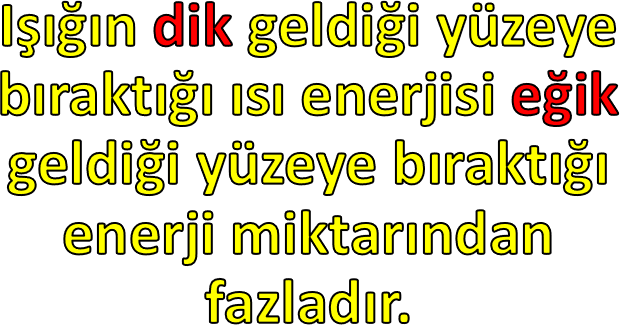 Işığın dik geldiği yüzeye
bıraktığı ısı enerjisi eğik
geldiği yüzeye bıraktığı
enerji miktarından
fazladır.